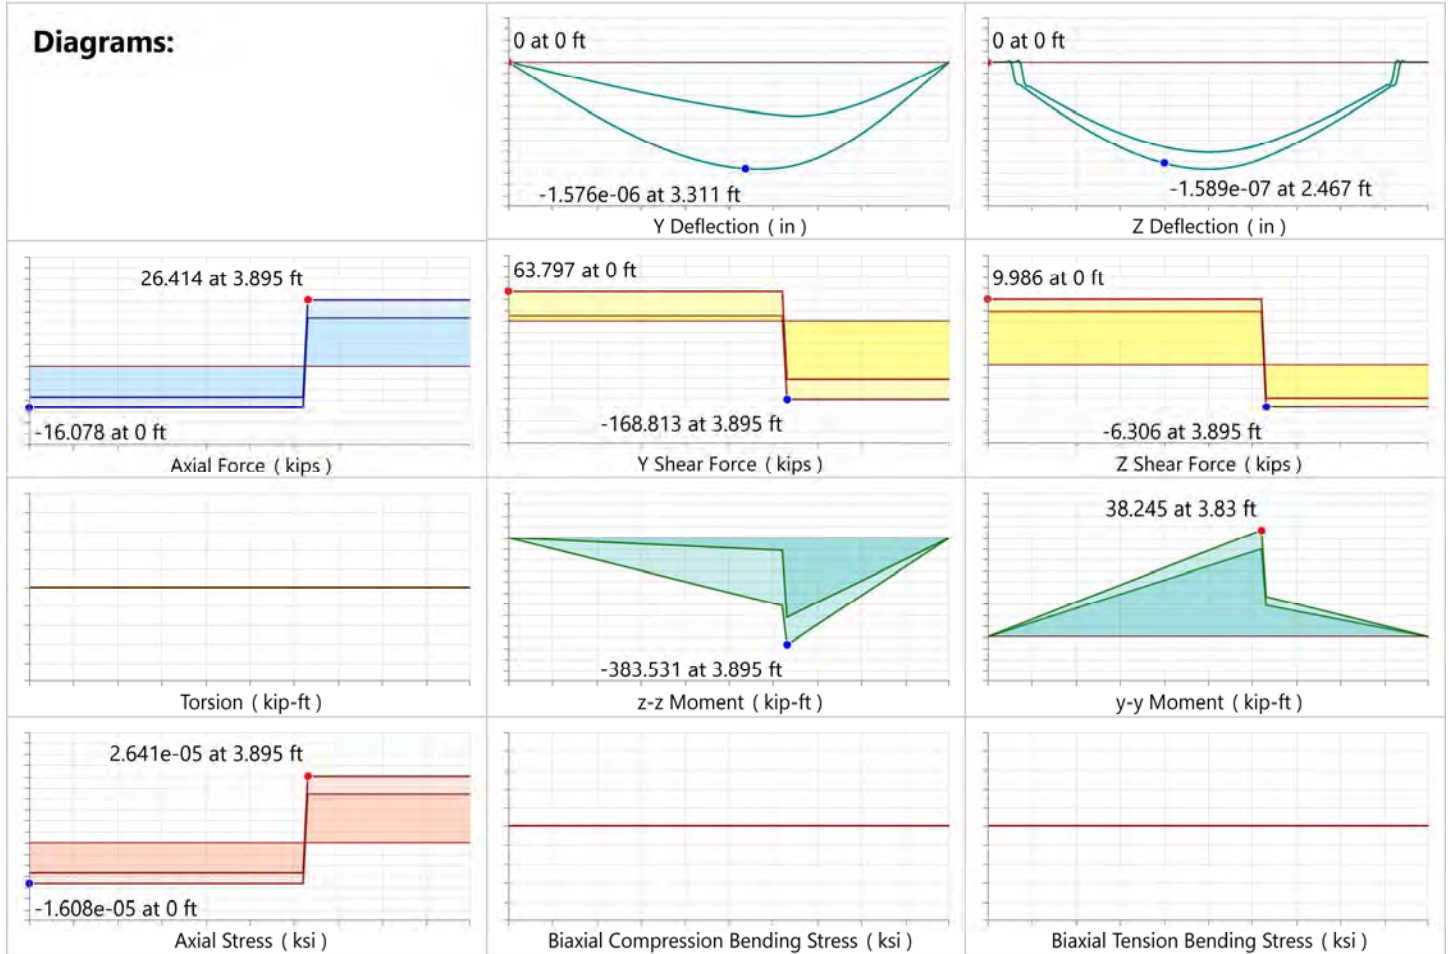 Diagrams:
0 at 0 ft
-1.576e-06 at 3.311 ft
Y Deflection ( in )
0 at 0 ft
-1.589e-07 at 2.467 ft
Z Deflection ( in )
26.414 at 3.895 ft
-16.078 at 0 ft
Axial Force ( kips )
63.797 at 0 ft
-168.813 at 3.895 ft
Y Shear Force ( kips )
9.986 at 0 ft
-6.306 at 3.895 ft
Z Shear Force ( kips )
Torsion ( kip-ft )
-383.531 at 3.895 ft
z-z Moment ( kip-ft )
38.245 at 3.83 ft
y-y Moment ( kip-ft )
2.641e-05 at 3.895 ft
-1.608e-05 at 0 ft
Axial Stress ( ksi )
Biaxial Compression Bending Stress ( ksi )
Biaxial Tension Bending Stress ( ksi )